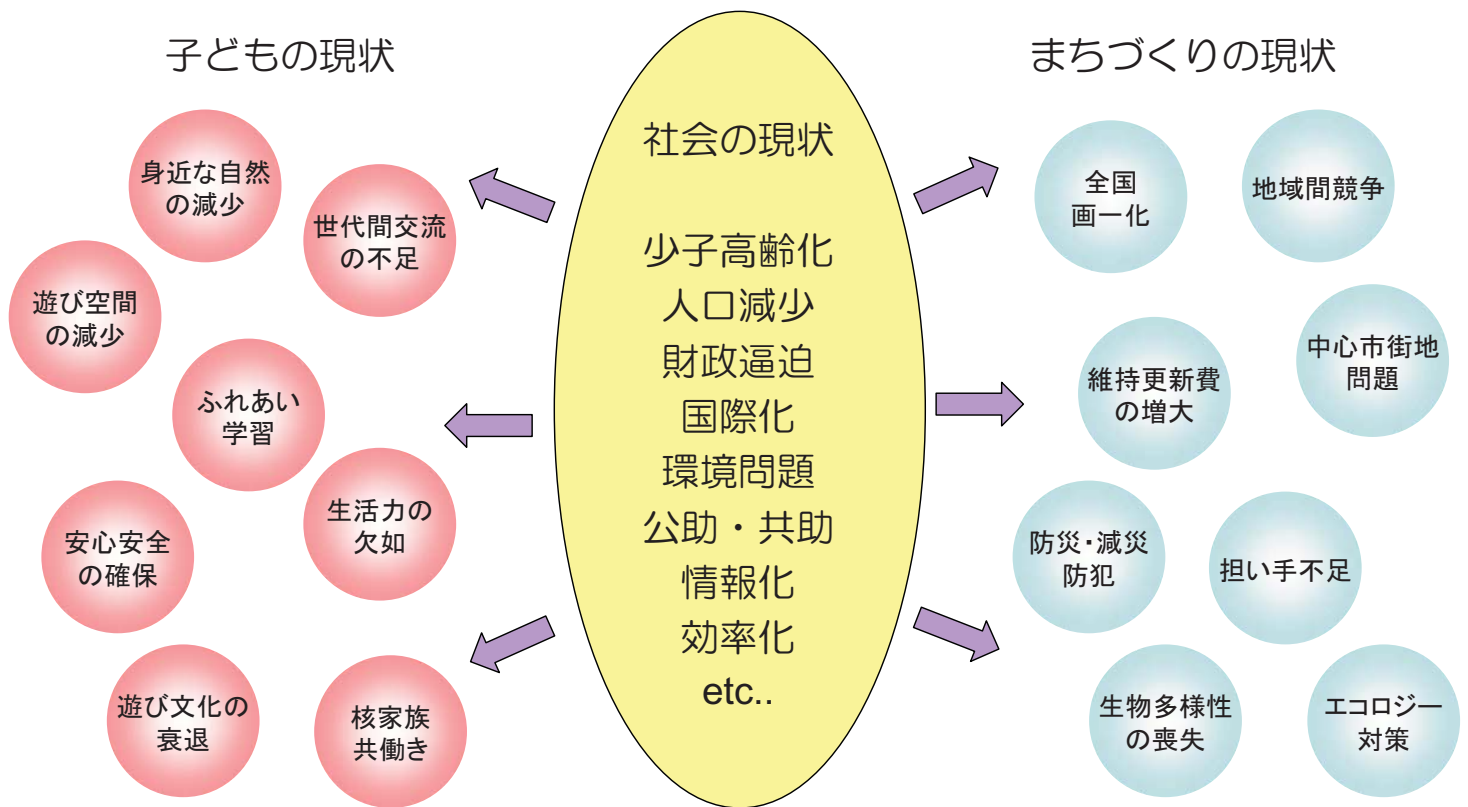 子どもの現状
身近な自然
の減少
世代間交流
の不足
遊び空間
の減少
ふれあい
学習
生活力の
欠如
安心安全
の確保
遊び文化の
衰退
核家族
共働き
社会の現状
少子高齢化
人口減少
財政逼迫
国際化
環境問題
公助・共助
情報化
効率化
etc..
まちづくりの現状
全国
画一化
地域間競争
中心市街地
問題
維持更新費
の増大
防災・減災
防犯
担い手不足
生物多様性
の喪失
エコロジー
対策